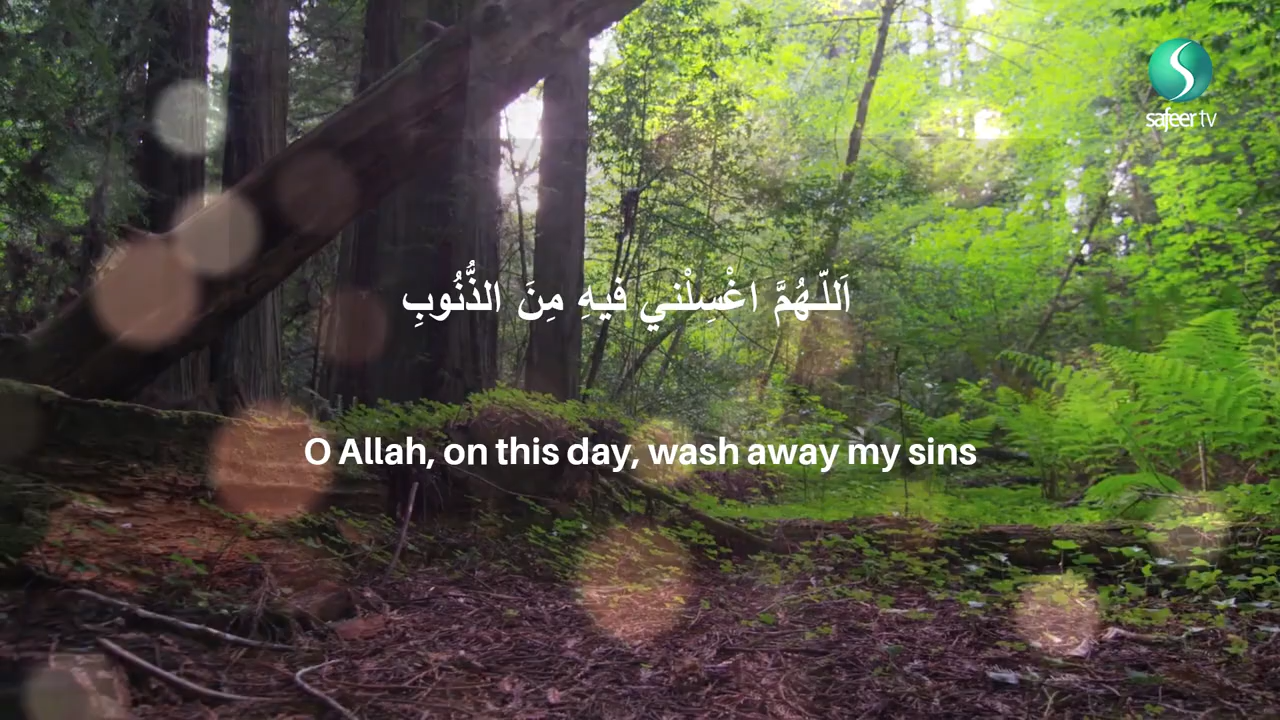 safeer tv
اَللّـهُمَّ اغْسِلْني فيهِ مِنَ الذُّنُوبِ
O Allah, on this day, wash away my sins